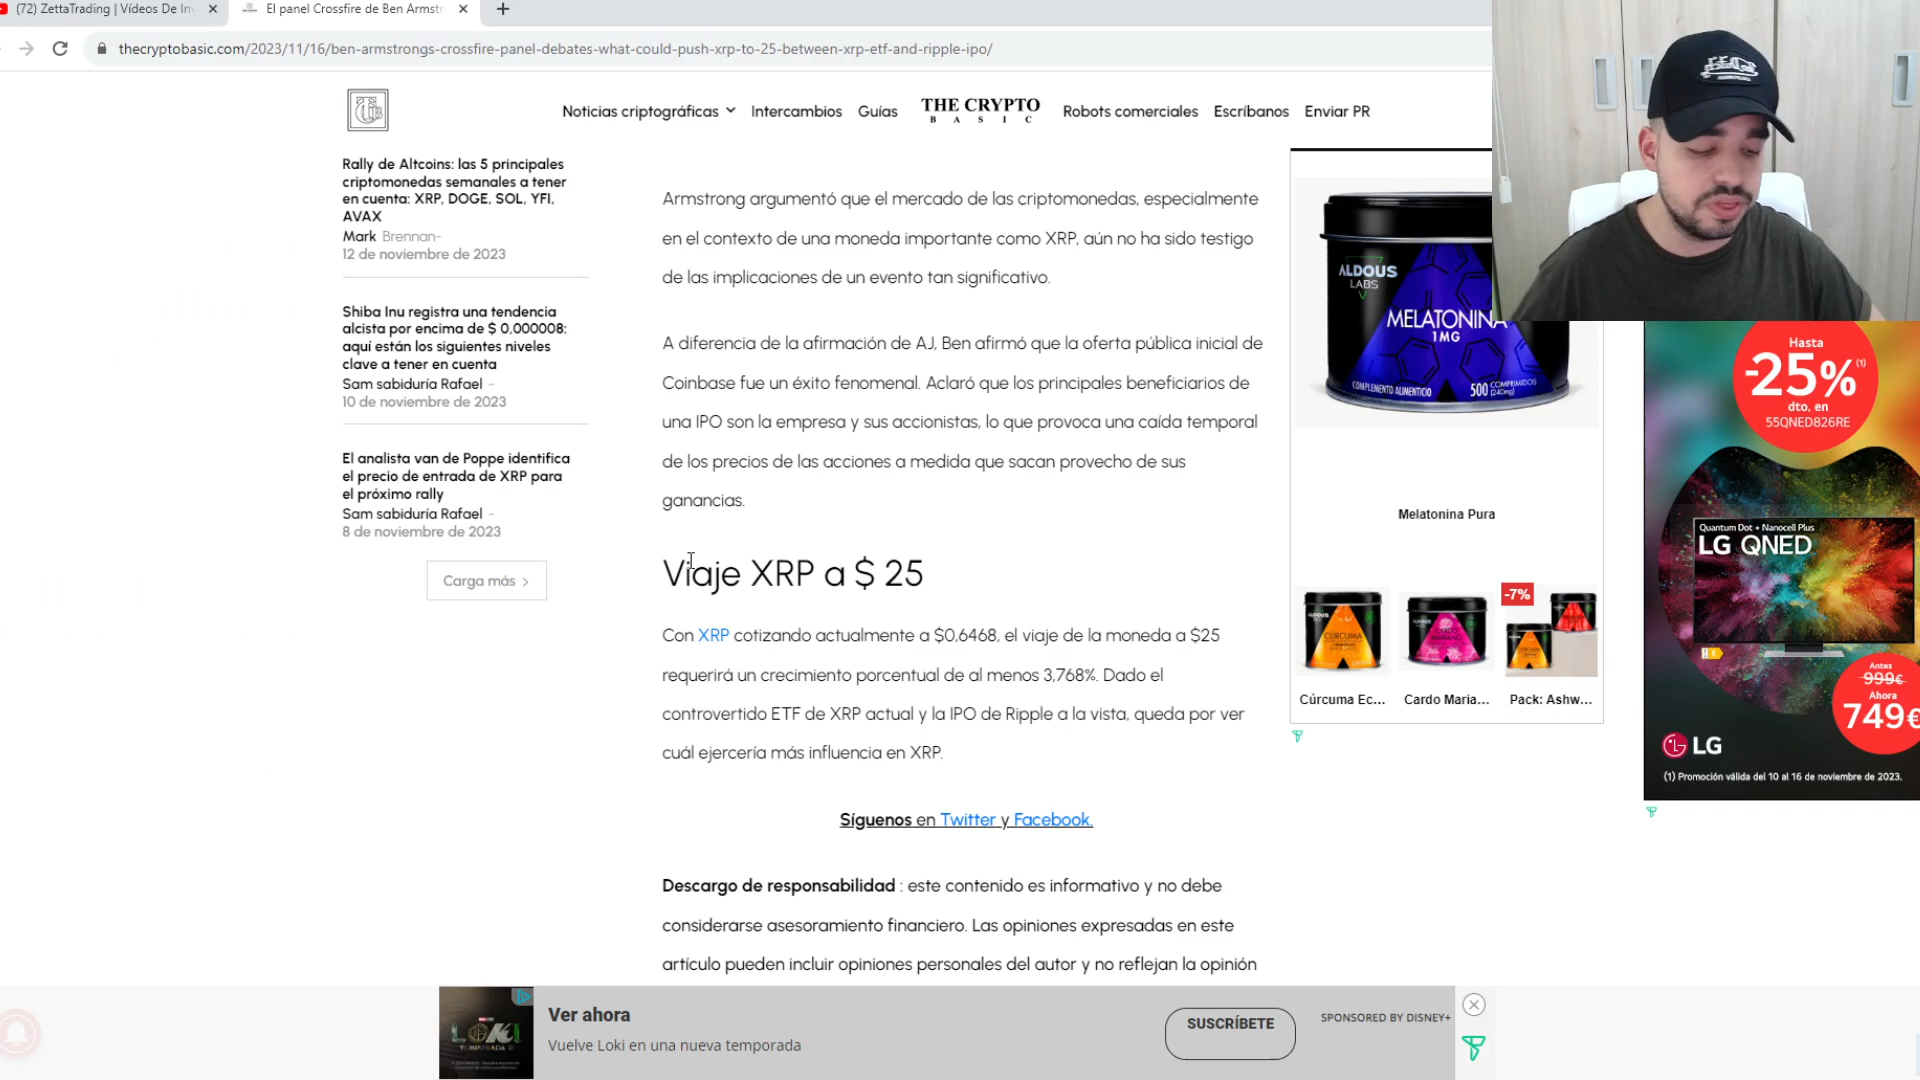 (72) ZettaTrading | Vídeos De In
El panel Crossfire de Ben Armstr
thecryptobasic.com/2023/11/16/ben-armstrongs-crossfire-panel-debates-what-could-push-xrp-to-25-between-xrp-etf-and-ripple-ipo/
Noticias criptográficas
Intercambios
Guías
THE CRYPTO
BASIC
Robots comerciales
Escríbanos
Enviar PR
Rally de Altcoins: las 5 principales
criptomonedas semanales a tener
en cuenta: XRP, DOGE, SOL, YFI,
AVAX
Mark Brennan-
12 de noviembre de 2023
Shiba Inu registra una tendencia
alcista por encima de $ 0,000008:
aquí están los siguientes niveles
clave a tener en cuenta
Sam sabiduría Rafael -
10 de noviembre de 2023
El analista van de Poppe identifica
el precio de entrada de XRP para
el próximo rally
Sam sabiduría Rafael -
8 de noviembre de 2023
Carga más >
Armstrong argumentó que el mercado de las criptomonedas, especialmente
en el contexto de una moneda importante como XRP, aún no ha sido testigo
de las implicaciones de un evento tan significativo.
A diferencia de la afirmación de AJ, Ben afirmó que la oferta pública inicial de
Coinbase fue un éxito fenomenal. Aclaró que los principales beneficiarios de
una IPO son la empresa y sus accionistas, lo que provoca una caída temporal
de los precios de las acciones a medida que sacan provecho de sus
ganancias.
Viaje XRP a $ 25
Con XRP cotizando actualmente a $0,6468, el viaje de la moneda a $25
requerirá un crecimiento porcentual de al menos 3,768%. Dado el
controvertido ETF de XRP actual y la IPO de Ripple a la vista, queda por ver
cuál ejercería más influencia en XRP.
Síguenos en Twitter y Facebook.
Descargo de responsabilidad : este contenido es informativo y no debe
considerarse asesoramiento financiero. Las opiniones expresadas en este
artículo pueden incluir opiniones personales del autor y no reflejan la opinión
ALDOUS
LABS
MELATONINA
1MG
COMPLEMENTO ALIMENTICIO
500 COMPRIMIDOS
(240mg)
Melatonina Pura
-7%
CÚRCUMA
CARDO
MARIANO
Cúrcuma Ec...
Cardo Maria...
Pack: Ashw...
Hasta
-25% (1)
dto. en
55QNED826RE
Quantum Dot + Nanocell Plus
LG QNED
Antes
999€
Ahora
749€
LG
(1) Promoción válida del 10 al 16 de noviembre de 2023.
LOKI
TEMPORADA 2
Ver ahora
Vuelve Loki en una nueva temporada
SUSCRÍBETE
SPONSORED BY DISNEY+